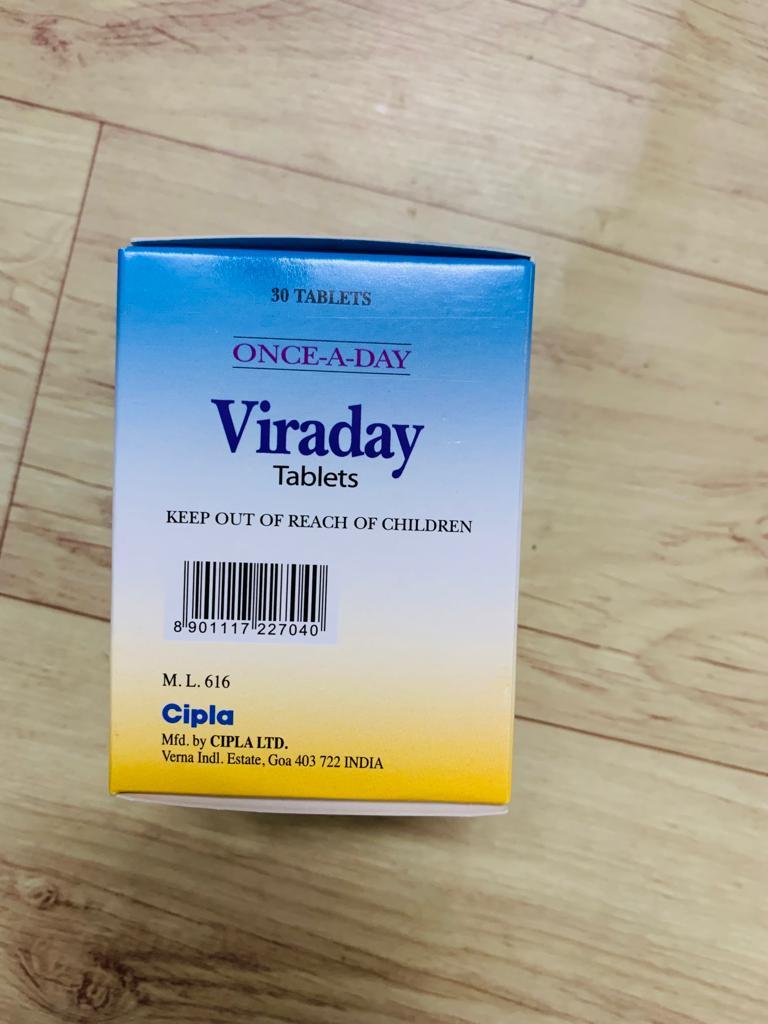 30 TABLETS
ONCE-A-DAY
Viraday
Tablets
KEEP OUT OF REACH OF CHILDREN
8 901117 227040
M. L. 616
Cipla
Mfd. by CIPLA LTD.
Verna Indl. Estate, Goa 403 722 INDIA